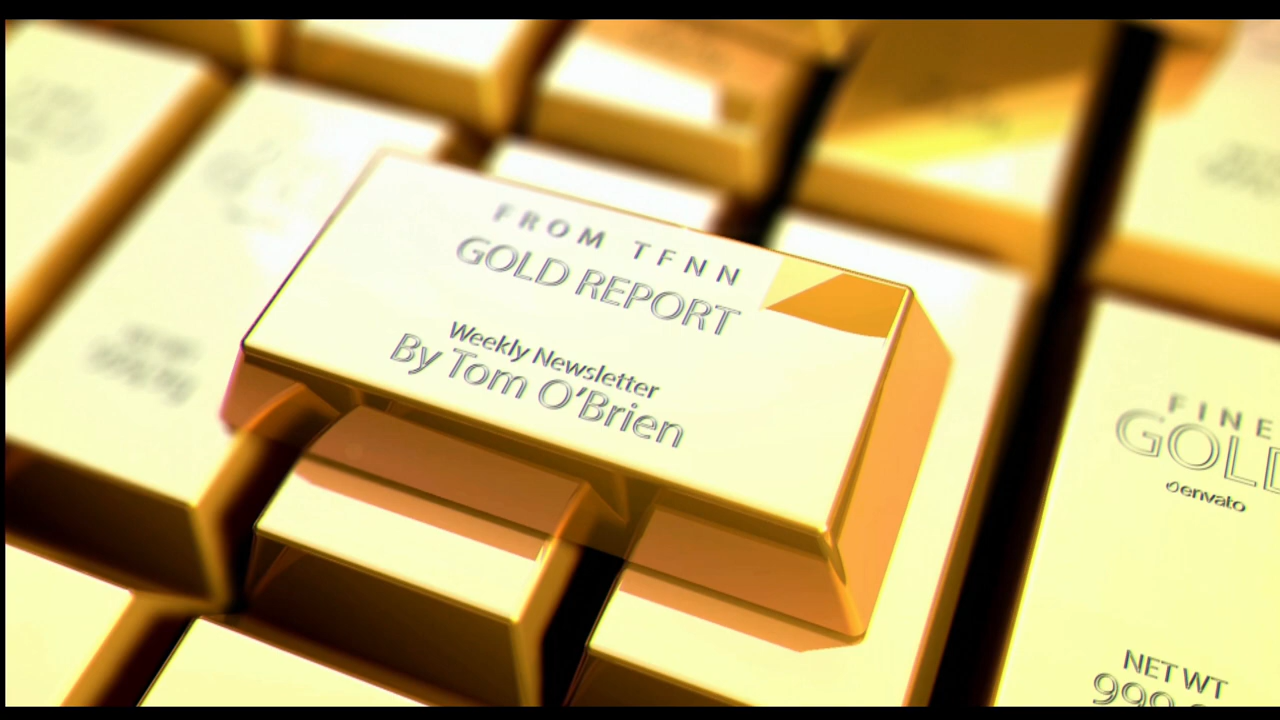 FROM TFNN
GOLD REPORT
Weekly Newsletter
By Tom O'Brien
FINE
GOLD
envato
NET WT